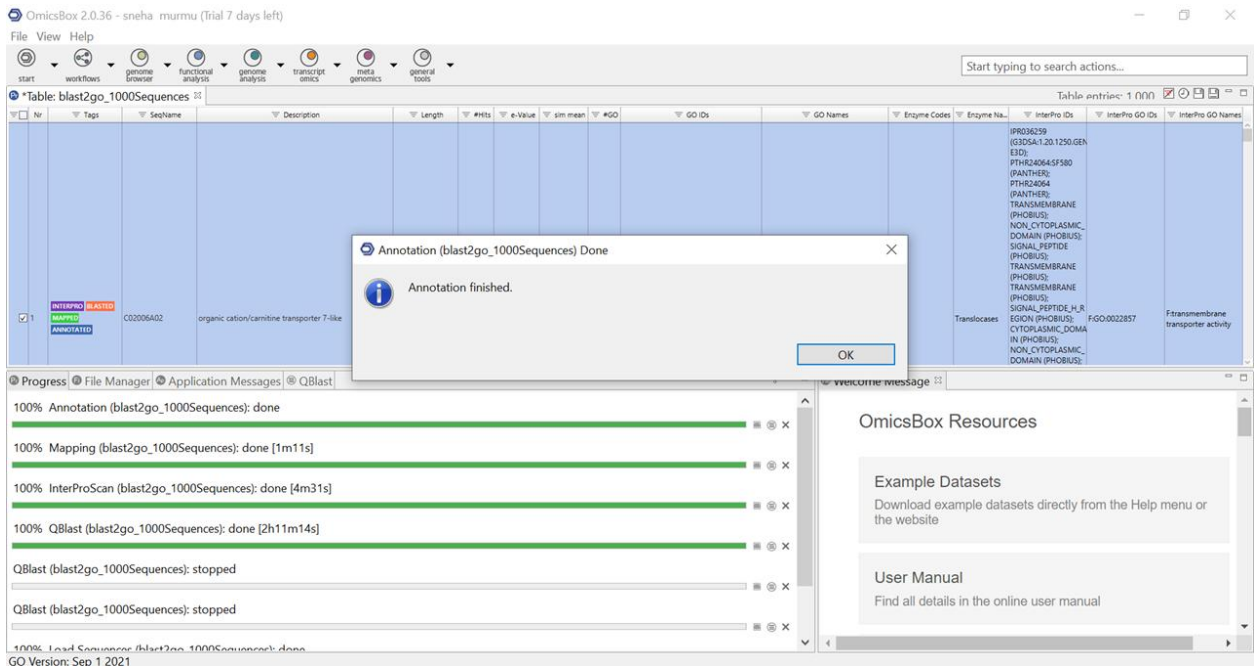 OmicsBox 2.0.36 - sneha murmu (Trial 7 days left)
File View Help
start workflows genome browser functional analysis genome analysis transcript omics meta genomics general tools
Start typing to search actions...
*Table: blast2go_1000Sequences
Table entries: 1 000
Nr Tags SeqName Description Length #Hits e-Value sim mean #GO GO IDs GO Names Enzyme Codes Enzyme Na... InterPro IDs InterPro GO IDs InterPro GO Names
IPR036259
(G3DSA:1.20.1250.GEN
E3D);
PTHR24064:SF580
(PANTHER);
PTHR24064
(PANTHER);
TRANSMEMBRANE
(PHOBIUS);
NON_CYTOPLASMIC_
DOMAIN (PHOBIUS);
SIGNAL_PEPTIDE
(PHOBIUS);
TRANSMEMBRANE
(PHOBIUS);
TRANSMEMBRANE
(PHOBIUS);
SIGNAL_PEPTIDE_H_R
EGION (PHOBIUS);
CYTOPLASMIC_DOMA
IN (PHOBIUS);
NON_CYTOPLASMIC_
DOMAIN (PHOBIUS);
1
INTERPRO BLASTED
MAPPED
ANNOTATED
C02006A02
organic cation/carnitine transporter 7-like
Translocases
F:GO:0022857
F:transmembrane
transporter activity
Annotation (blast2go_1000Sequences) Done
Annotation finished.
OK
Progress File Manager Application Messages QBlast
100% Annotation (blast2go_1000Sequences): done
100% Mapping (blast2go_1000Sequences): done [1m11s]
100% InterProScan (blast2go_1000Sequences): done [4m31s]
100% QBlast (blast2go_1000Sequences): done [2h11m14s]
QBlast (blast2go_1000Sequences): stopped
QBlast (blast2go_1000Sequences): stopped
100% Load Sequences (blast2go_1000Sequences): done
Welcome Message
OmicsBox Resources
Example Datasets
Download example datasets directly from the Help menu or
the website
User Manual
Find all details in the online user manual
GO Version: Sep 1 2021